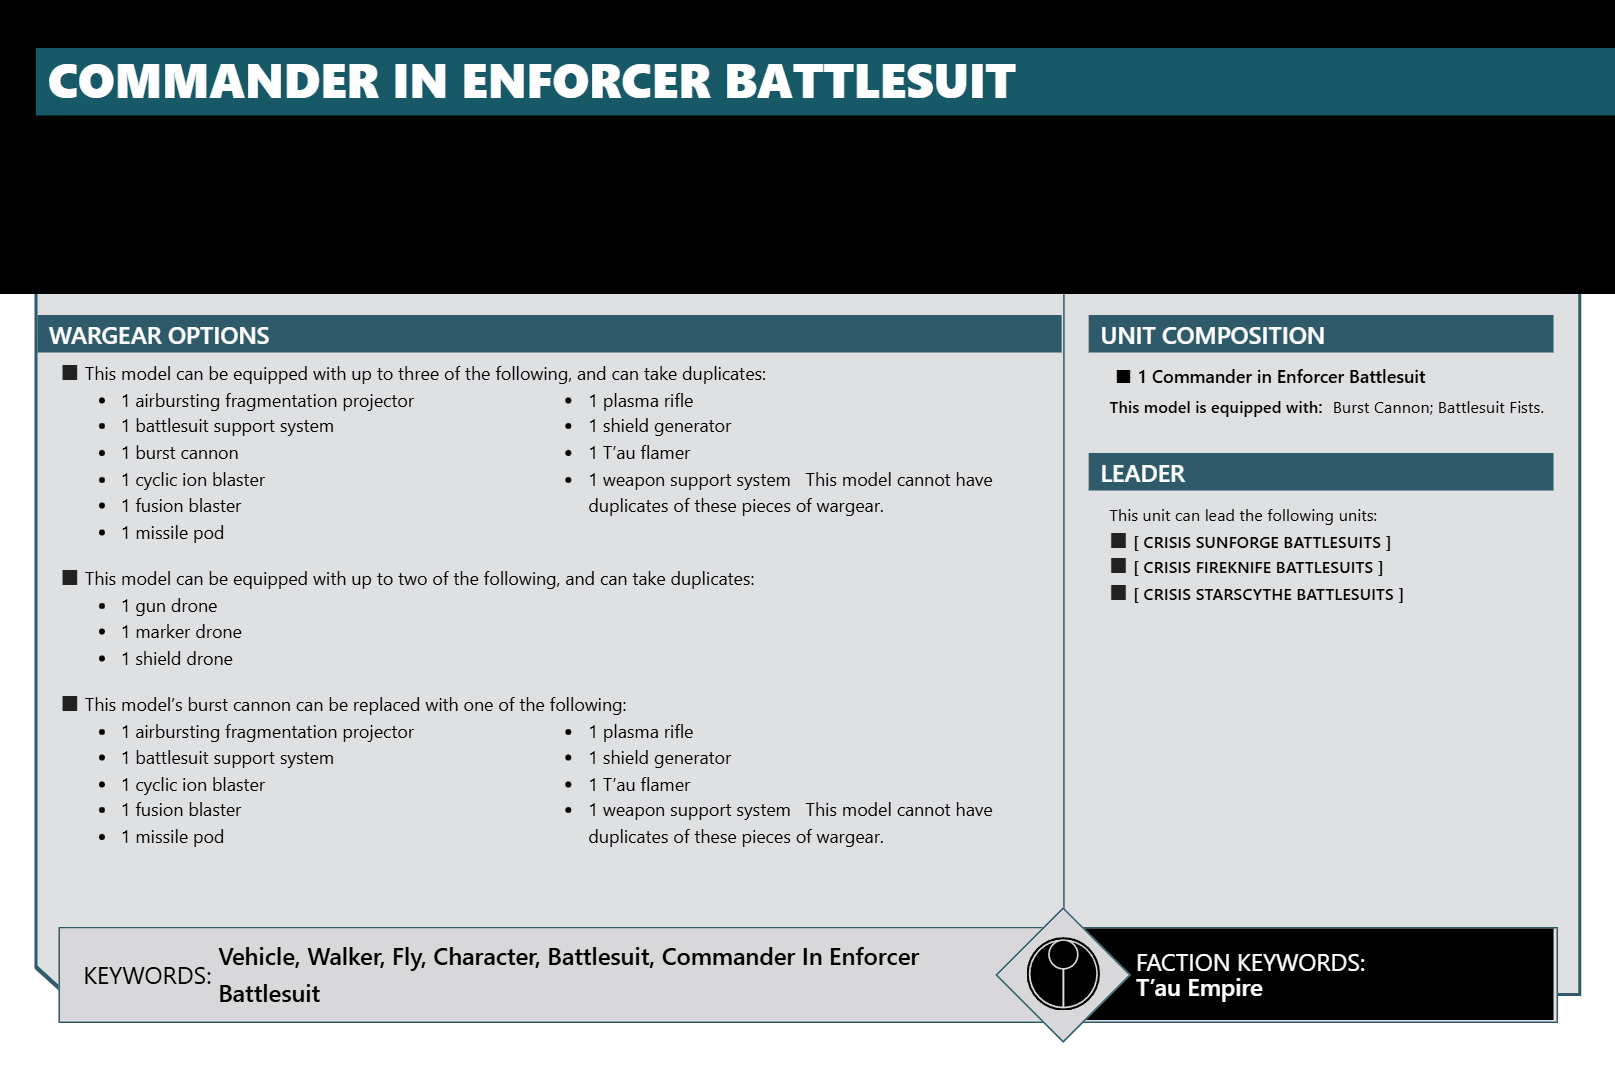 COMMANDER IN ENFORCER BATTLESUIT
WARGEAR OPTIONS
■ This model can be equipped with up to three of the following, and can take duplicates:
• 1 airbursting fragmentation projector
• 1 battlesuit support system
• 1 burst cannon
• 1 cyclic ion blaster
• 1 fusion blaster
• 1 missile pod
• 1 plasma rifle
• 1 shield generator
• 1 T’au flamer
• 1 weapon support system   This model cannot have
duplicates of these pieces of wargear.
■ This model can be equipped with up to two of the following, and can take duplicates:
• 1 gun drone
• 1 marker drone
• 1 shield drone
■ This model’s burst cannon can be replaced with one of the following:
• 1 airbursting fragmentation projector
• 1 battlesuit support system
• 1 cyclic ion blaster
• 1 fusion blaster
• 1 missile pod
• 1 plasma rifle
• 1 shield generator
• 1 T’au flamer
• 1 weapon support system   This model cannot have
duplicates of these pieces of wargear.
UNIT COMPOSITION
■ 1 Commander in Enforcer Battlesuit
This model is equipped with: Burst Cannon; Battlesuit Fists.
LEADER
This unit can lead the following units:
■ [ CRISIS SUNFORGE BATTLESUITS ]
■ [ CRISIS FIREKNIFE BATTLESUITS ]
■ [ CRISIS STARSCYTHE BATTLESUITS ]
KEYWORDS: Vehicle, Walker, Fly, Character, Battlesuit, Commander In Enforcer
Battlesuit
FACTION KEYWORDS:
T’au Empire